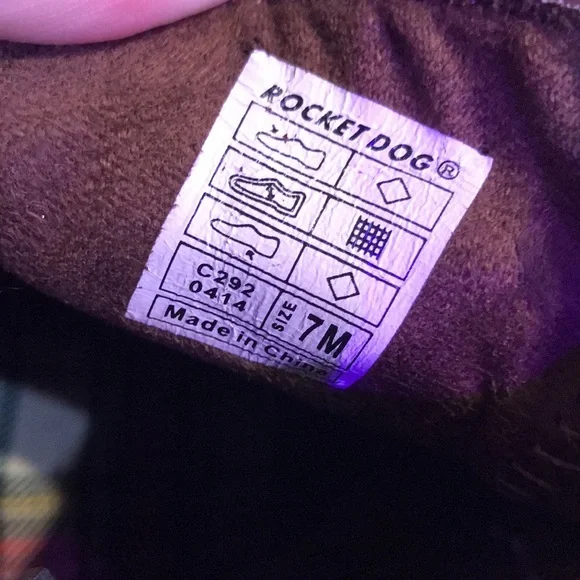 ROCKET DOG®
C292
0414
SIZE
7M
Made in China